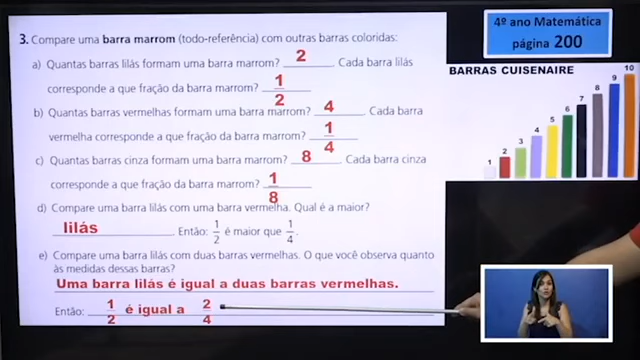 4º ano Matemática
página 200
3. Compare uma barra marrom (todo-referência) com outras barras coloridas:
a) Quantas barras lilás formam uma barra marrom? 2 Cada barra lilás
corresponde a que fração da barra marrom? 1/2
b) Quantas barras vermelhas formam uma barra marrom? 4 Cada barra
vermelha corresponde a que fração da barra marrom? 1/4
c) Quantas barras cinza formam uma barra marrom? 8 Cada barra cinza
corresponde a que fração da barra marrom? 1/8
d) Compare uma barra lilás com uma barra vermelha. Qual é a maior?
lilás Então: 1/2 é maior que 1/4.
e) Compare uma barra lilás com duas barras vermelhas. O que você observa quanto
às medidas dessas barras?
Uma barra lilás é igual a duas barras vermelhas.
Então: 1/2 é igual a 2/4
BARRAS CUISENAIRE
1 2 3 4 5 6 7 8 9 10